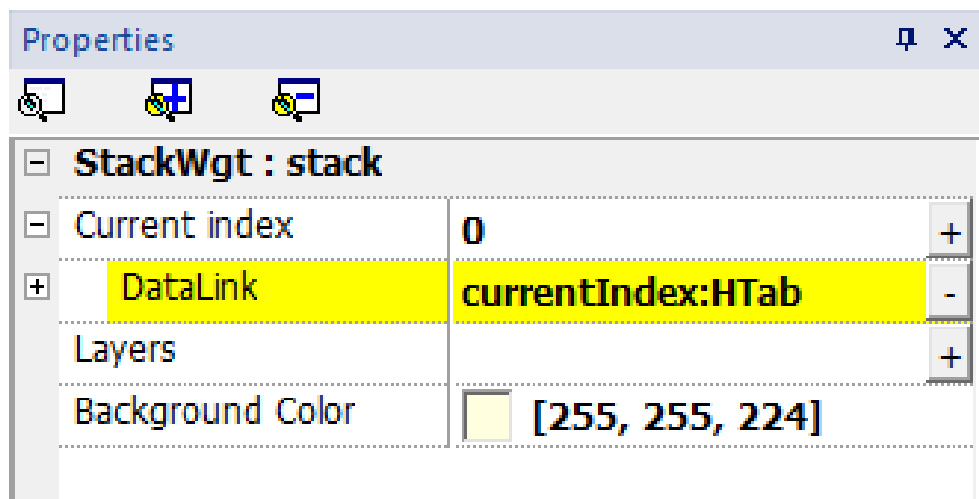 Properties
StackWgt : stack
Current index 0 +
DataLink currentIndex:HTab -
Layers +
Background Color [255, 255, 224]